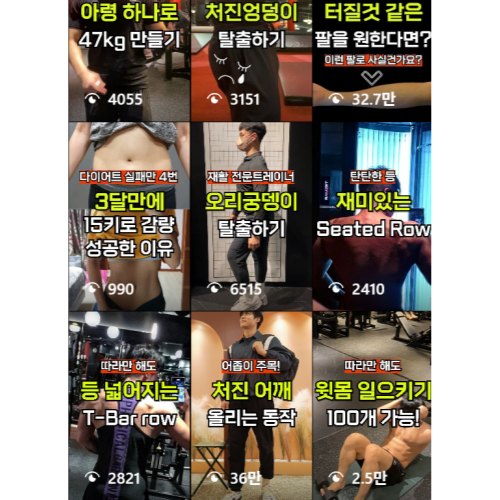 아령 하나로
47kg 만들기
4055
처진엉덩이
탈출하기
3151
터질것 같은
팔을 원한다면?
이런 팔로 사실건가요?
32.7만
다이어트 실패만 4번
3달만에
15키로 감량
성공한 이유
990
재활 전문트레이너
오리궁뎅이
탈출하기
6515
탄탄한 등
재미있는
Seated Row
2410
따라만 해도
등 넓어지는
T-Bar row
2821
어좁이 주목!
처진 어깨
올리는 동작
36만
따라만 해도
윗몸 일으키기
100개 가능!
2.5만